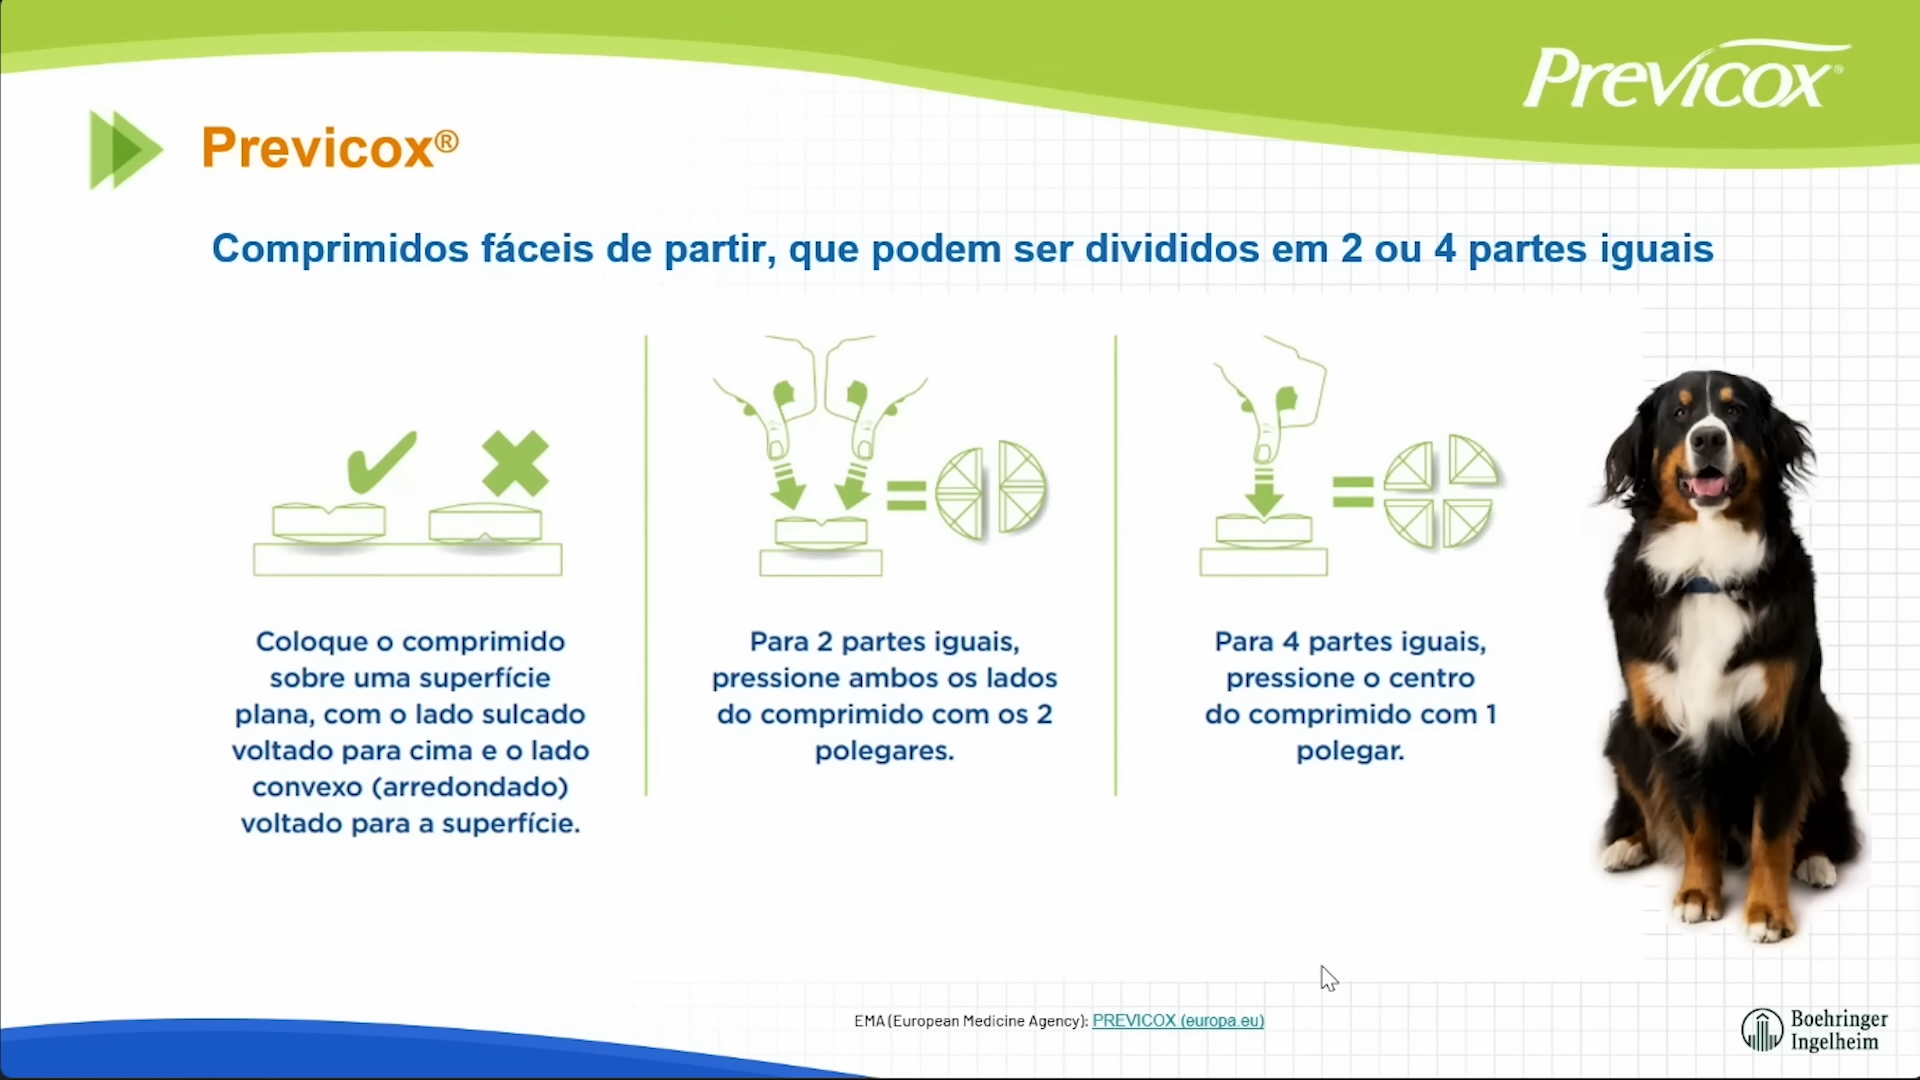 Previcox®
Previcox®
Comprimidos fáceis de partir, que podem ser divididos em 2 ou 4 partes iguais
Coloque o comprimido
sobre uma superfície
plana, com o lado sulcado
voltado para cima e o lado
convexo (arredondado)
voltado para a superfície.
Para 2 partes iguais,
pressione ambos os lados
do comprimido com os 2
polegares.
Para 4 partes iguais,
pressione o centro
do comprimido com 1
polegar.
EMA (European Medicine Agency): PREVICOX (europa.eu)
Boehringer
Ingelheim